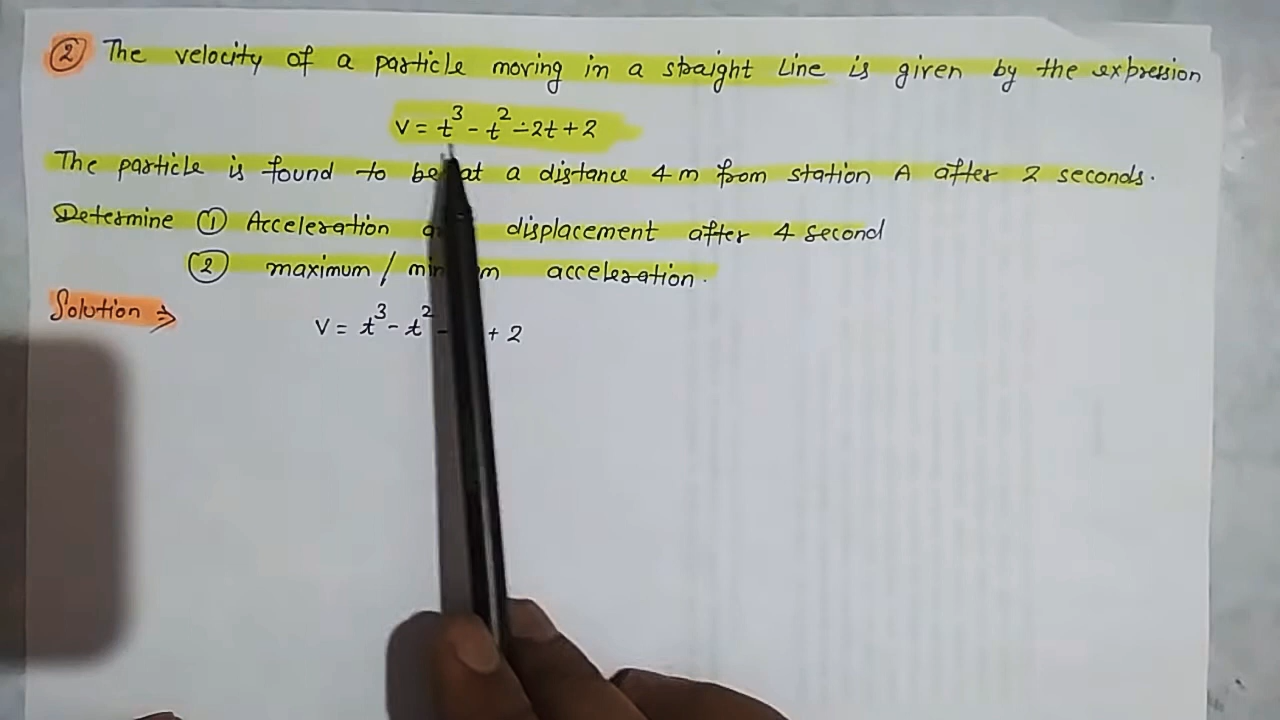 ② The velocity of a particle moving in a straight Line is given by the expression
v = t³ - t² - 2t + 2
The particle is found to be at a distance 4 m from station A after 2 seconds.
Determine ① Acceleration displacement after 4 second
② maximum / acceleration.
Solution ⇒ v = t³ - t² - + 2